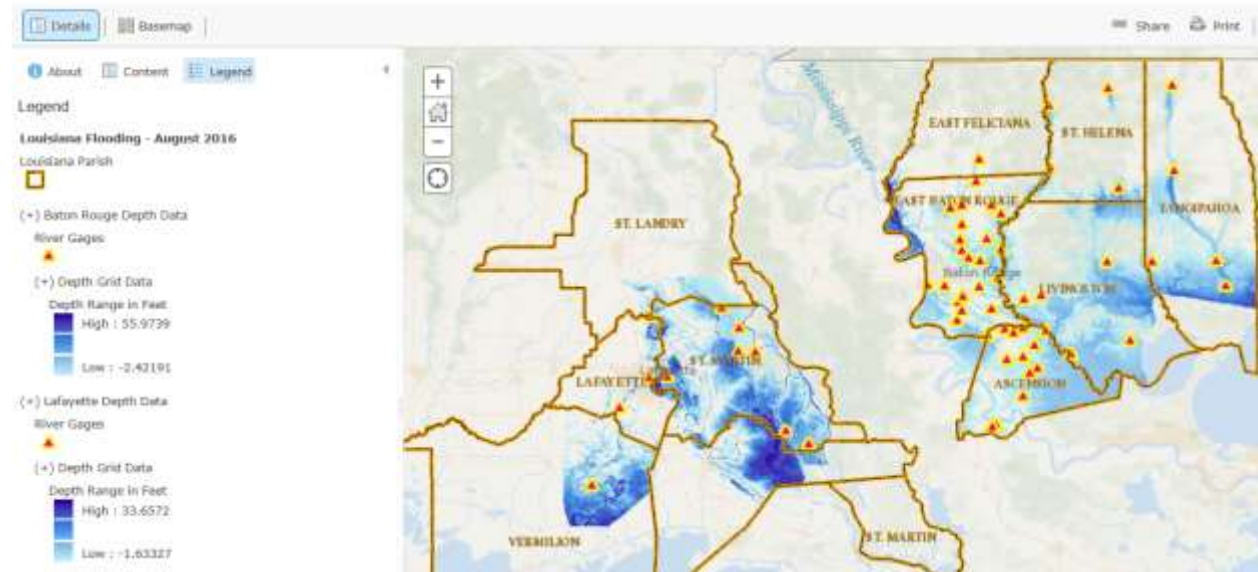 Details
Basemap
Share
Print
About
Content
Legend
Legend
Louisiana Flooding - August 2016
Louisiana Parish
(+) Baton Rouge Depth Data
River Gages
(+) Depth Grid Data
Depth Range in Feet
High : 55.9739
Low : -2.42191
(+) Lafayette Depth Data
River Gages
(+) Depth Grid Data
Depth Range in Feet
High : 33.6572
Low : -1.63327
Mississippi River
EAST FELICIANA
ST. HELENA
EAST BATON ROUGE
TANGIPAHOA
ST. LANDRY
Baton Rouge
LIVINGSTON
ST. MARTIN
LAFAYETTE
ASCENSION
VERMILION
ST. MARTIN